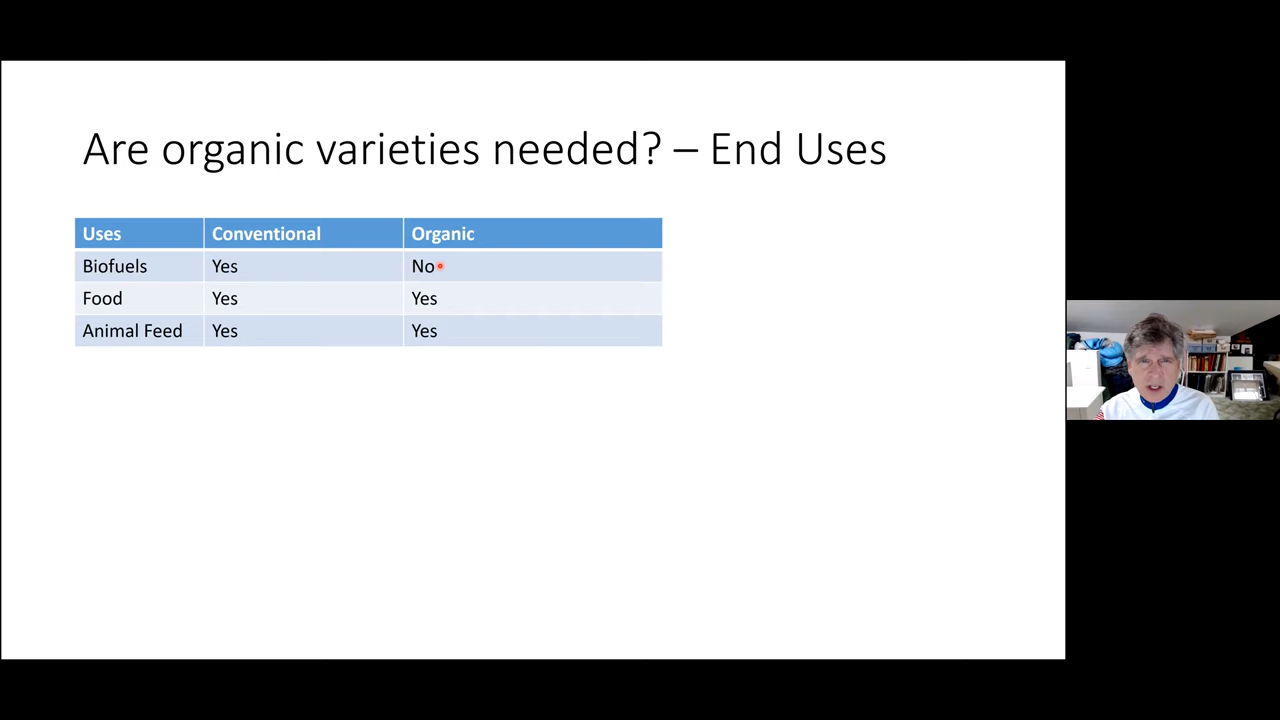 Are organic varieties needed? – End Uses
Uses Conventional Organic
Biofuels Yes No
Food Yes Yes
Animal Feed Yes Yes